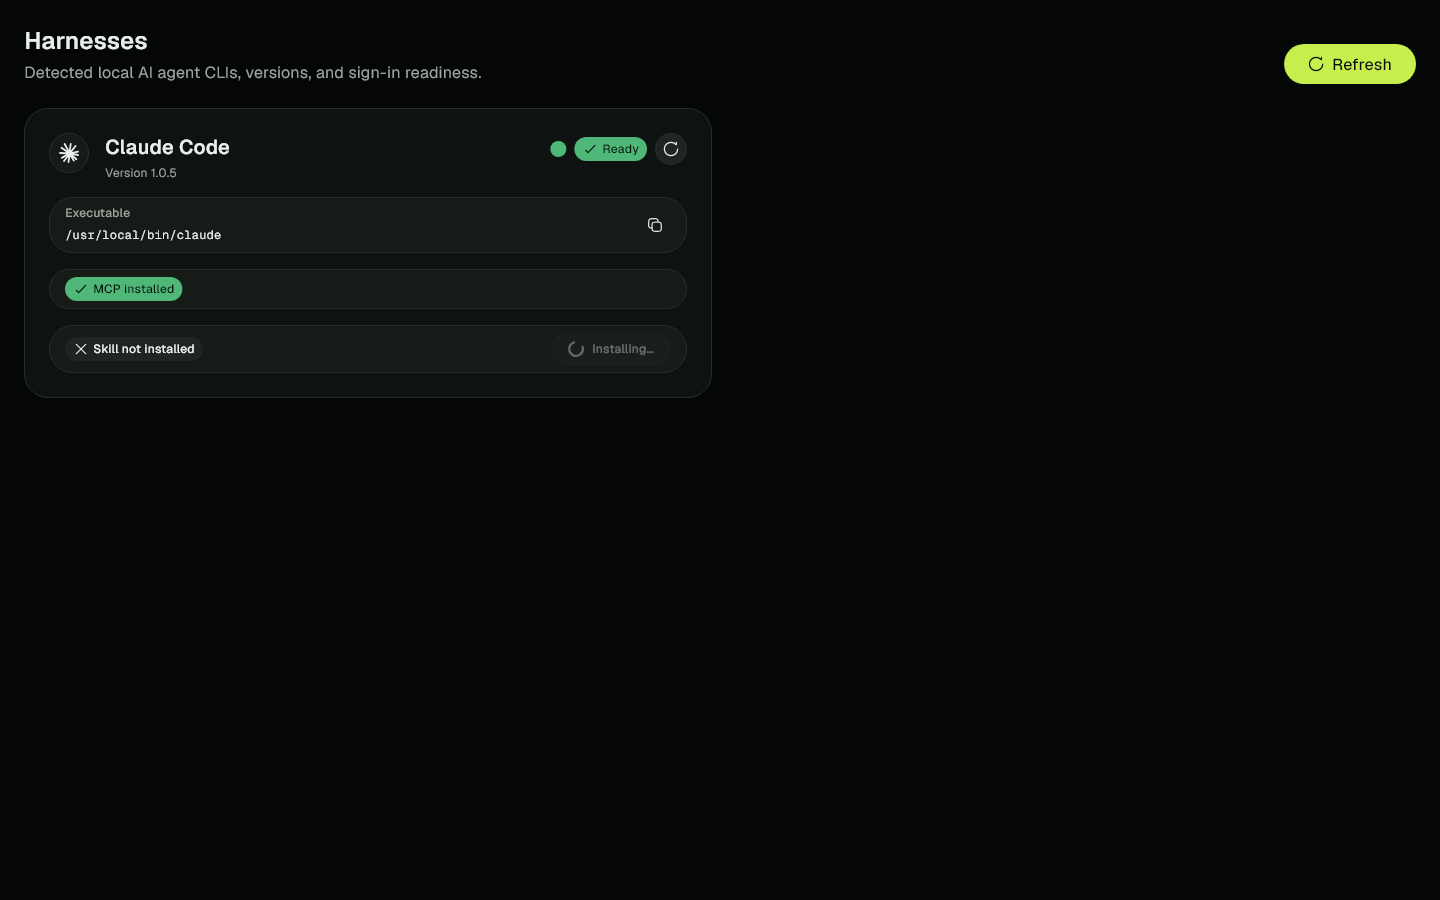 Harnesses
Detected local AI agent CLIs, versions, and sign-in readiness.
Refresh
Claude Code
Ready
Version 1.0.5
Executable
/usr/local/bin/claude
MCP installed
Skill not installed
Installing…